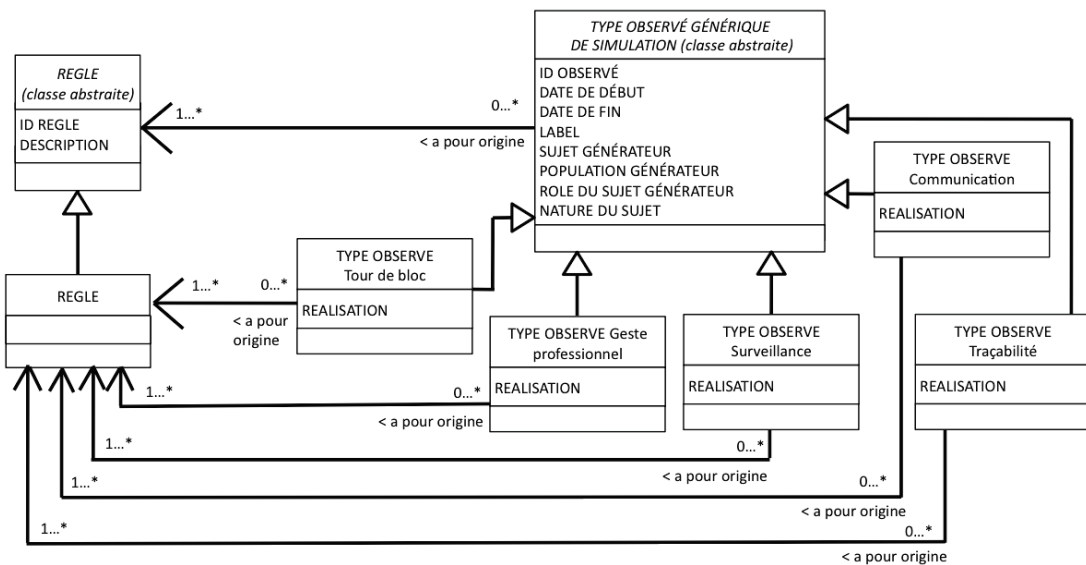 TYPE OBSERVÉ GÉNÉRIQUE
DE SIMULATION (classe abstraite)
ID OBSERVÉ
DATE DE DÉBUT
DATE DE FIN
LABEL
SUJET GÉNÉRATEUR
POPULATION GÉNÉRATEUR
ROLE DU SUJET GÉNÉRATEUR
NATURE DU SUJET
REGLE
(classe abstraite)
ID REGLE
DESCRIPTION
1...*
0...*
< a pour origine
TYPE OBSERVE
Communication
REALISATION
REGLE
1...*
0...*
< a pour
origine
TYPE OBSERVE
Tour de bloc
REALISATION
TYPE OBSERVE Geste
professionnel
REALISATION
TYPE OBSERVE
Surveillance
REALISATION
TYPE OBSERVE
Traçabilité
REALISATION
1...*
0...*
< a pour origine
1...*
0...*
< a pour origine
1...*
0...*
< a pour origine
1...*
0...*
< a pour origine